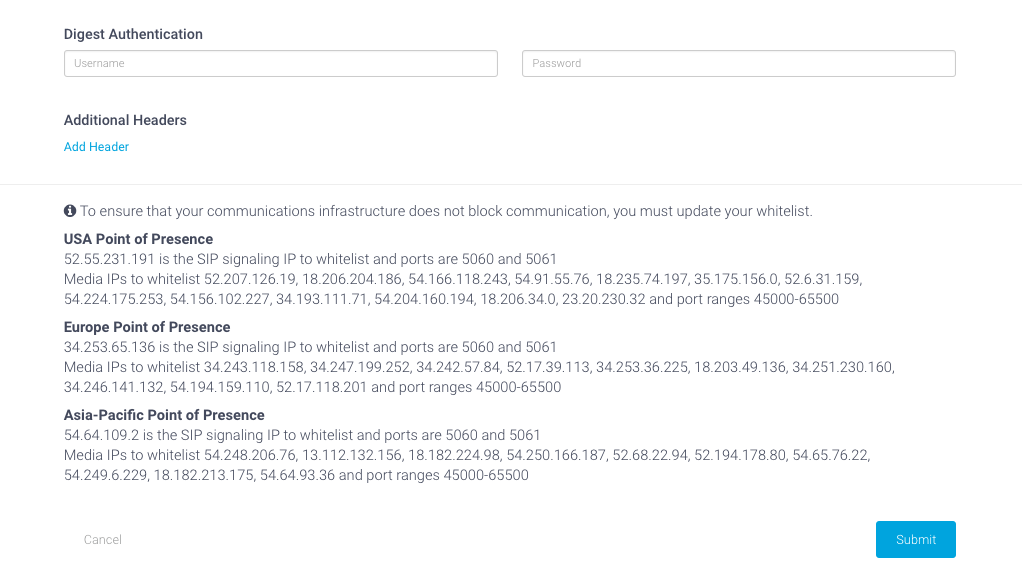 Digest Authentication
Username
Password
Additional Headers
Add Header
To ensure that your communications infrastructure does not block communication, you must update your whitelist.
USA Point of Presence
52.55.231.191 is the SIP signaling IP to whitelist and ports are 5060 and 5061
Media IPs to whitelist 52.207.126.19, 18.206.204.186, 54.166.118.243, 54.91.55.76, 18.235.74.197, 35.175.156.0, 52.6.31.159,
54.224.175.253, 54.156.102.227, 34.193.111.71, 54.204.160.194, 18.206.34.0, 23.20.230.32 and port ranges 45000-65500
Europe Point of Presence
34.253.65.136 is the SIP signaling IP to whitelist and ports are 5060 and 5061
Media IPs to whitelist 34.243.118.158, 34.247.199.252, 34.242.57.84, 52.17.39.113, 34.253.36.225, 18.203.49.136, 34.251.230.160,
34.246.141.132, 54.194.159.110, 52.17.118.201 and port ranges 45000-65500
Asia-Pacific Point of Presence
54.64.109.2 is the SIP signaling IP to whitelist and ports are 5060 and 5061
Media IPs to whitelist 54.248.206.76, 13.112.132.156, 18.182.224.98, 54.250.166.187, 52.68.22.94, 52.194.178.80, 54.65.76.22,
54.249.6.229, 18.182.213.175, 54.64.93.36 and port ranges 45000-65500
Cancel
Submit